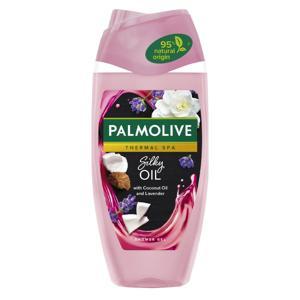 95%
natural
origin
PALMOLIVE
THERMAL SPA
Silky
OIL
with Coconut Oil
and Lavender
SHOWER GEL